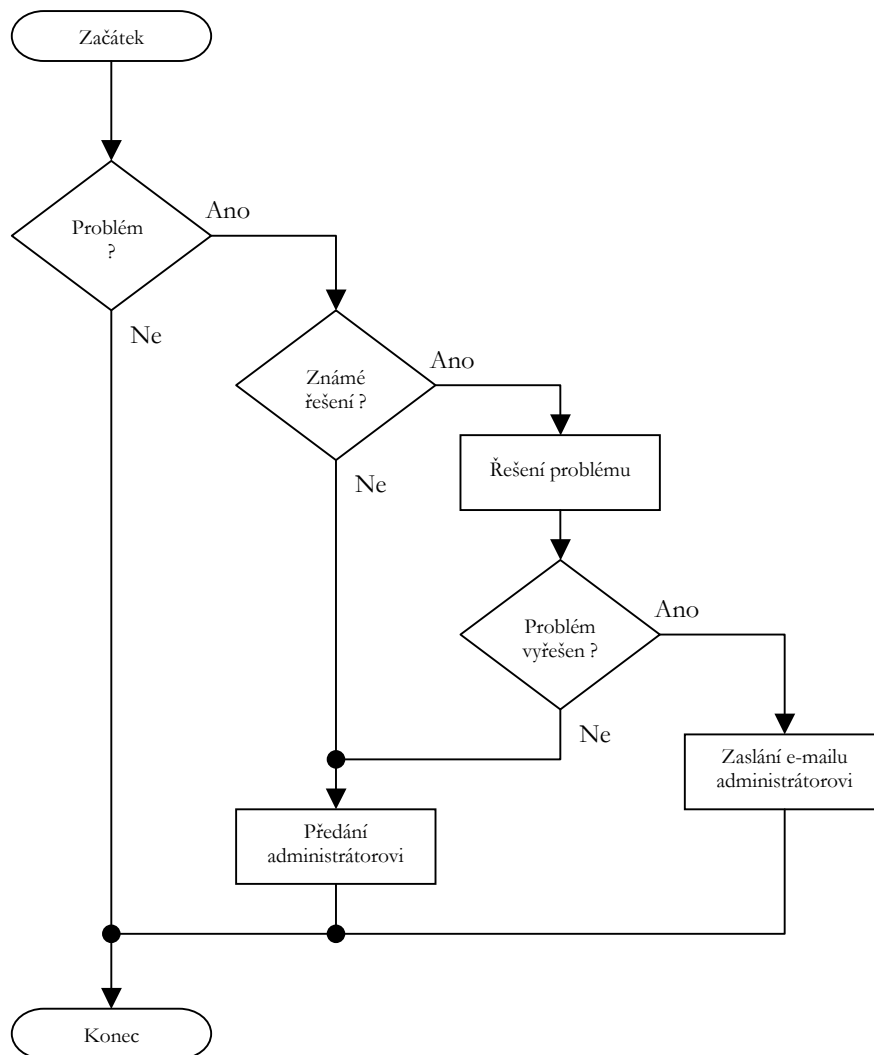 Začátek
Problém
?
Ano
Ne
Známé
řešení ?
Ano
Ne
Řešení problému
Problém
vyřešen ?
Ano
Ne
Zaslání e-mailu
administrátorovi
Předání
administrátorovi
Konec